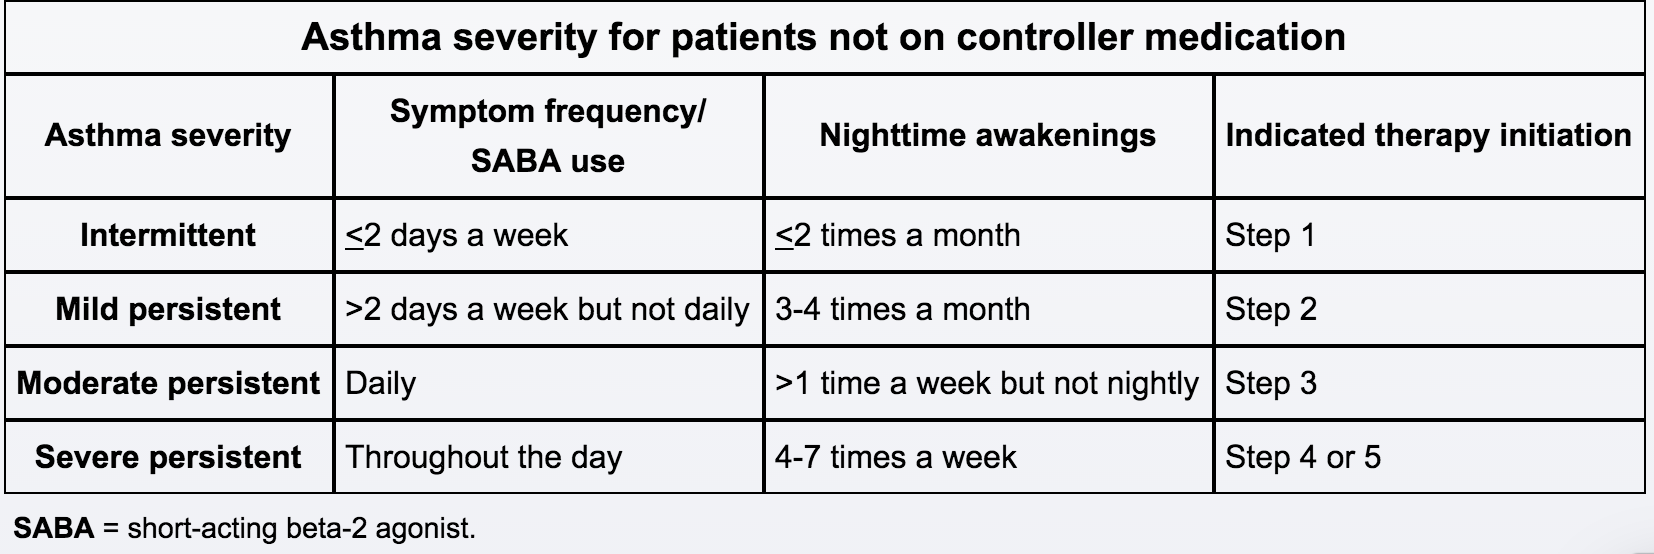 Asthma severity for patients not on controller medication
Asthma severity
Symptom frequency/
SABA use
Nighttime awakenings
Indicated therapy initiation
Intermittent
≤2 days a week
≤2 times a month
Step 1
Mild persistent
>2 days a week but not daily
3-4 times a month
Step 2
Moderate persistent
Daily
>1 time a week but not nightly
Step 3
Severe persistent
Throughout the day
4-7 times a week
Step 4 or 5
SABA = short-acting beta-2 agonist.